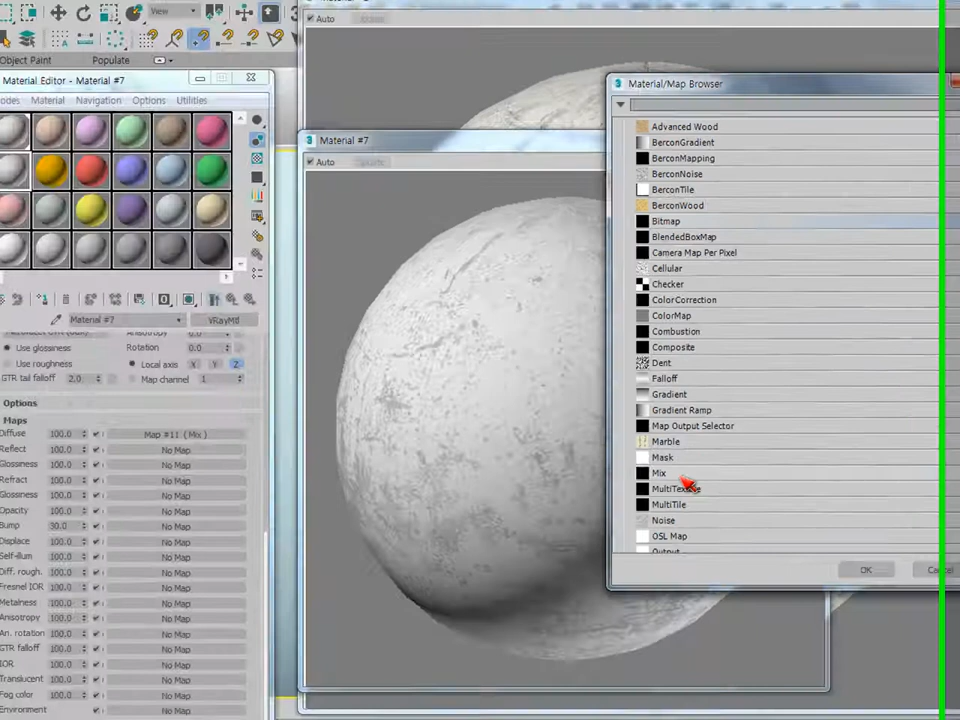 View
Auto
Object Paint
Populate
Material Editor - Material #7
odes
Material
Navigation
Options
Utilities
Material #7
VRayMtl
Anisotropy
0.0
Use glossiness
Rotation
0.0
Use roughness
Local axis
X
Y
Z
GTR tail falloff
2.0
Map channel
1
Options
Maps
Diffuse
100.0
Map #11 ( Mix )
Reflect
100.0
No Map
Glossiness
100.0
No Map
Refract
100.0
No Map
Glossiness
100.0
No Map
Opacity
100.0
No Map
Bump
30.0
No Map
Displace
100.0
No Map
Self-illum
100.0
No Map
Diff. rough.
100.0
No Map
Fresnel IOR
100.0
No Map
Metalness
100.0
No Map
Anisotropy
100.0
No Map
An. rotation
100.0
No Map
GTR falloff
100.0
No Map
IOR
100.0
No Map
Translucent
100.0
No Map
Fog color
100.0
No Map
Environment
No Map
Material #7
Auto
Material/Map Browser
Advanced Wood
BerconGradient
BerconMapping
BerconNoise
BerconTile
BerconWood
Bitmap
BlendedBoxMap
Camera Map Per Pixel
Cellular
Checker
ColorCorrection
ColorMap
Combustion
Composite
Dent
Falloff
Gradient
Gradient Ramp
Map Output Selector
Marble
Mask
Mix
MultiTile
Noise
OSL Map
Output
OK